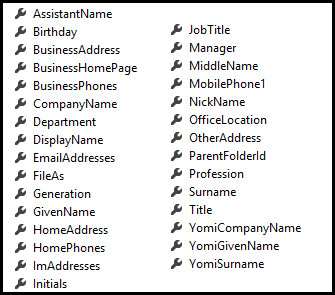 AssistantName
Birthday
BusinessAddress
BusinessHomePage
BusinessPhones
CompanyName
Department
DisplayName
EmailAddresses
FileAs
Generation
GivenName
HomeAddress
HomePhones
ImAddresses
Initials
JobTitle
Manager
MiddleName
MobilePhone1
NickName
OfficeLocation
OtherAddress
ParentFolderId
Profession
Surname
Title
YomiCompanyName
YomiGivenName
YomiSurname